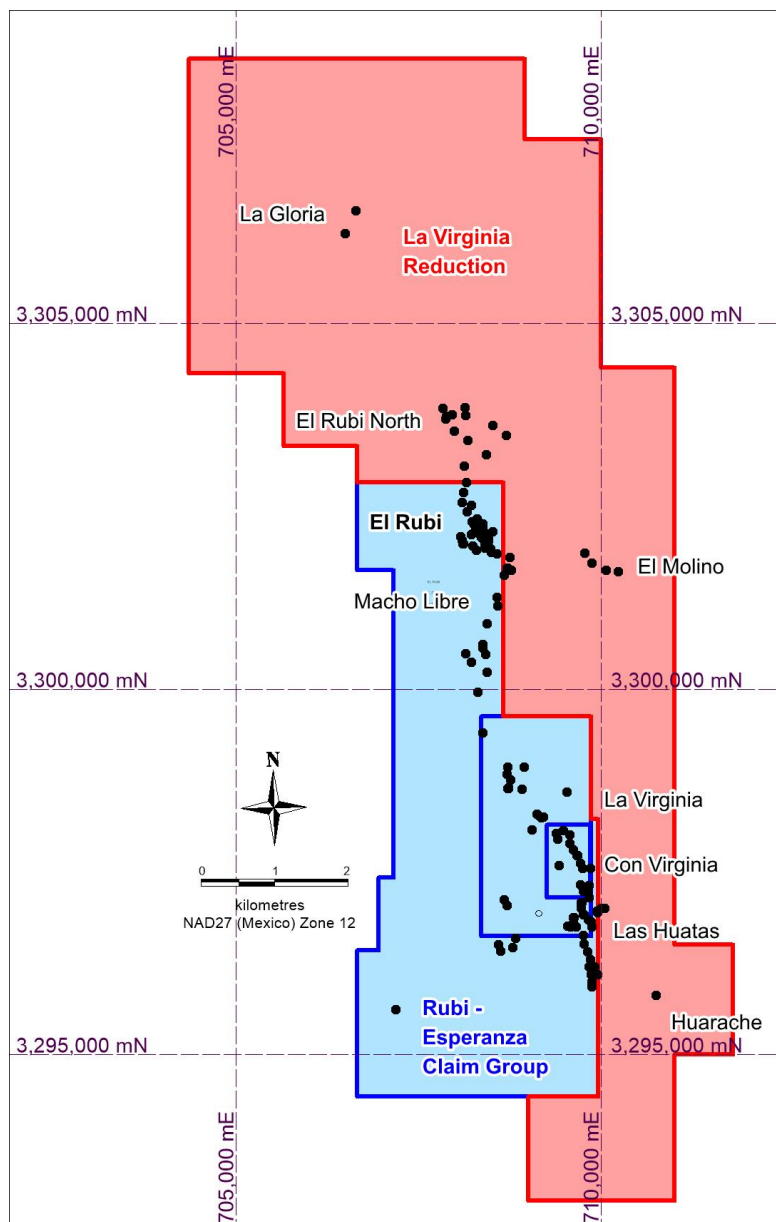 705,000 mE
710,000 mE
La Gloria
La Virginia
Reduction
3,305,000 mN
3,305,000 mN
El Rubi North
El Rubi
El Molino
Macho Libre
3,300,000 mN
3,300,000 mN
N
La Virginia
0 1 2
kilometres
NAD27 (Mexico) Zone 12
Con Virginia
Las Huatas
Rubi -
Esperanza
Claim Group
Huarache
3,295,000 mN
3,295,000 mN
705,000 mE
710,000 mE